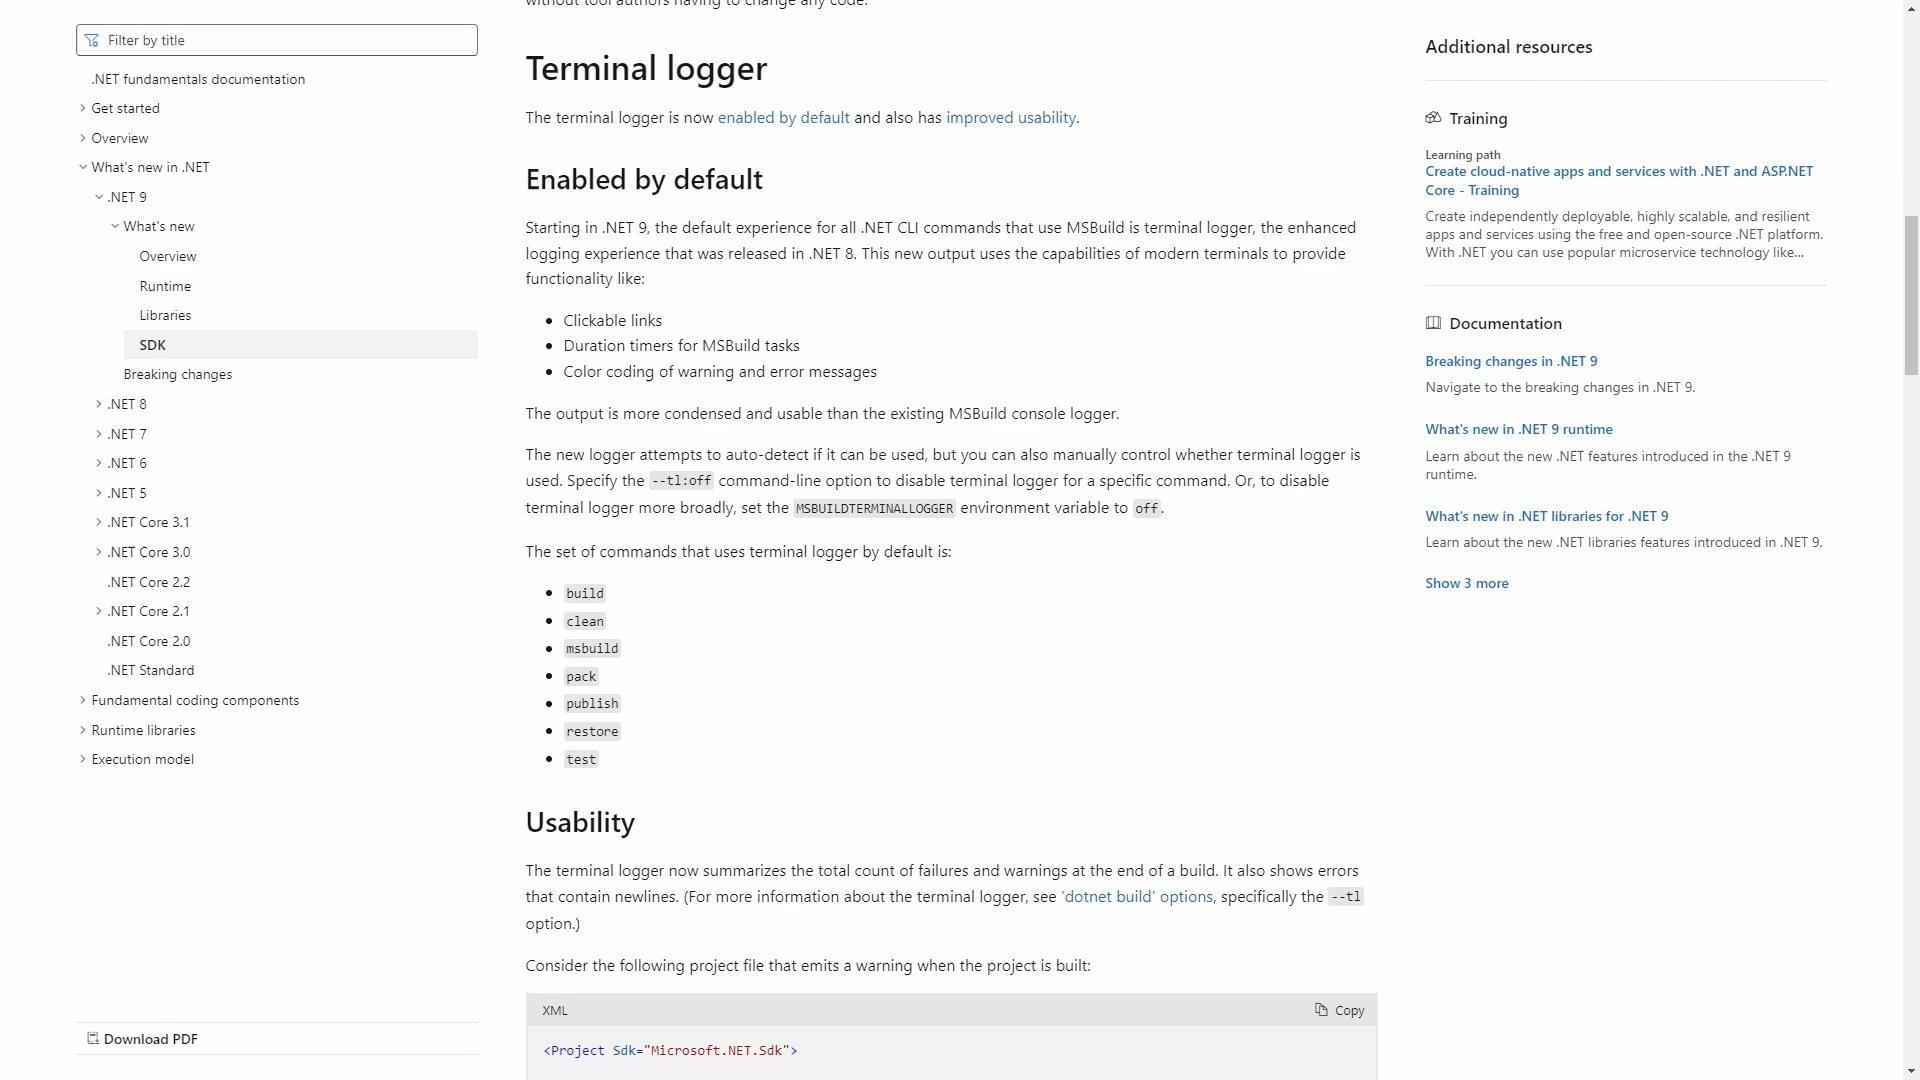 without tool authors having to change any code.
Filter by title
.NET fundamentals documentation
Get started
Overview
What's new in .NET
.NET 9
What's new
Overview
Runtime
Libraries
SDK
Breaking changes
.NET 8
.NET 7
.NET 6
.NET 5
.NET Core 3.1
.NET Core 3.0
.NET Core 2.2
.NET Core 2.1
.NET Core 2.0
.NET Standard
Fundamental coding components
Runtime libraries
Execution model
Download PDF
Terminal logger
The terminal logger is now enabled by default and also has improved usability.
Enabled by default
Starting in .NET 9, the default experience for all .NET CLI commands that use MSBuild is terminal logger, the enhanced
logging experience that was released in .NET 8. This new output uses the capabilities of modern terminals to provide
functionality like:
Clickable links
Duration timers for MSBuild tasks
Color coding of warning and error messages
The output is more condensed and usable than the existing MSBuild console logger.
The new logger attempts to auto-detect if it can be used, but you can also manually control whether terminal logger is
used. Specify the --tl:off command-line option to disable terminal logger for a specific command. Or, to disable
terminal logger more broadly, set the MSBUILDTERMINALLOGGER environment variable to off.
The set of commands that uses terminal logger by default is:
build
clean
msbuild
pack
publish
restore
test
Usability
The terminal logger now summarizes the total count of failures and warnings at the end of a build. It also shows errors
that contain newlines. (For more information about the terminal logger, see 'dotnet build' options, specifically the --tl
option.)
Consider the following project file that emits a warning when the project is built:
XML
Copy
<Project Sdk="Microsoft.NET.Sdk">
Additional resources
Training
Learning path
Create cloud-native apps and services with .NET and ASP.NET
Core - Training
Create independently deployable, highly scalable, and resilient
apps and services using the free and open-source .NET platform.
With .NET you can use popular microservice technology like...
Documentation
Breaking changes in .NET 9
Navigate to the breaking changes in .NET 9.
What's new in .NET 9 runtime
Learn about the new .NET features introduced in the .NET 9
runtime.
What's new in .NET libraries for .NET 9
Learn about the new .NET libraries features introduced in .NET 9.
Show 3 more